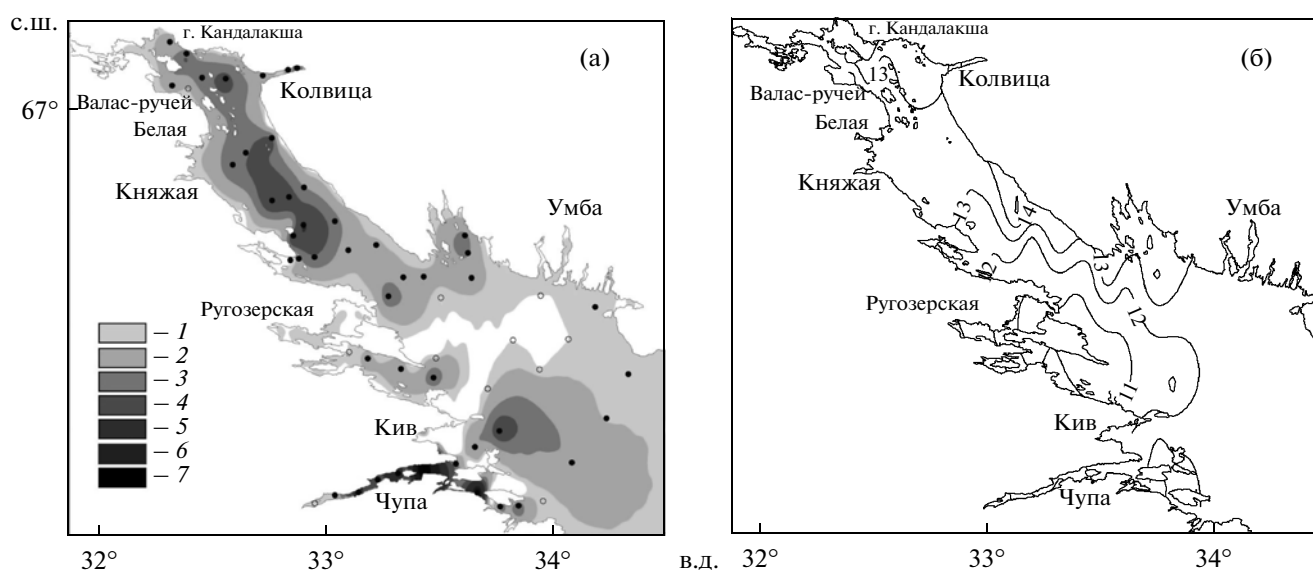 с.ш.
г. Кандалакша
(а)
Колвица
67°
Валас-ручей
Белая
Княжая
Умба
Ругозерская
– 1
– 2
– 3
– 4
– 5
– 6
– 7
Кив
Чупа
32°
33°
34°
в.д.
г. Кандалакша
(б)
13
Колвица
Валас-ручей
Белая
Княжая
Умба
13
14
13
12
12
Ругозерская
11
Кив
Чупа
32°
33°
34°